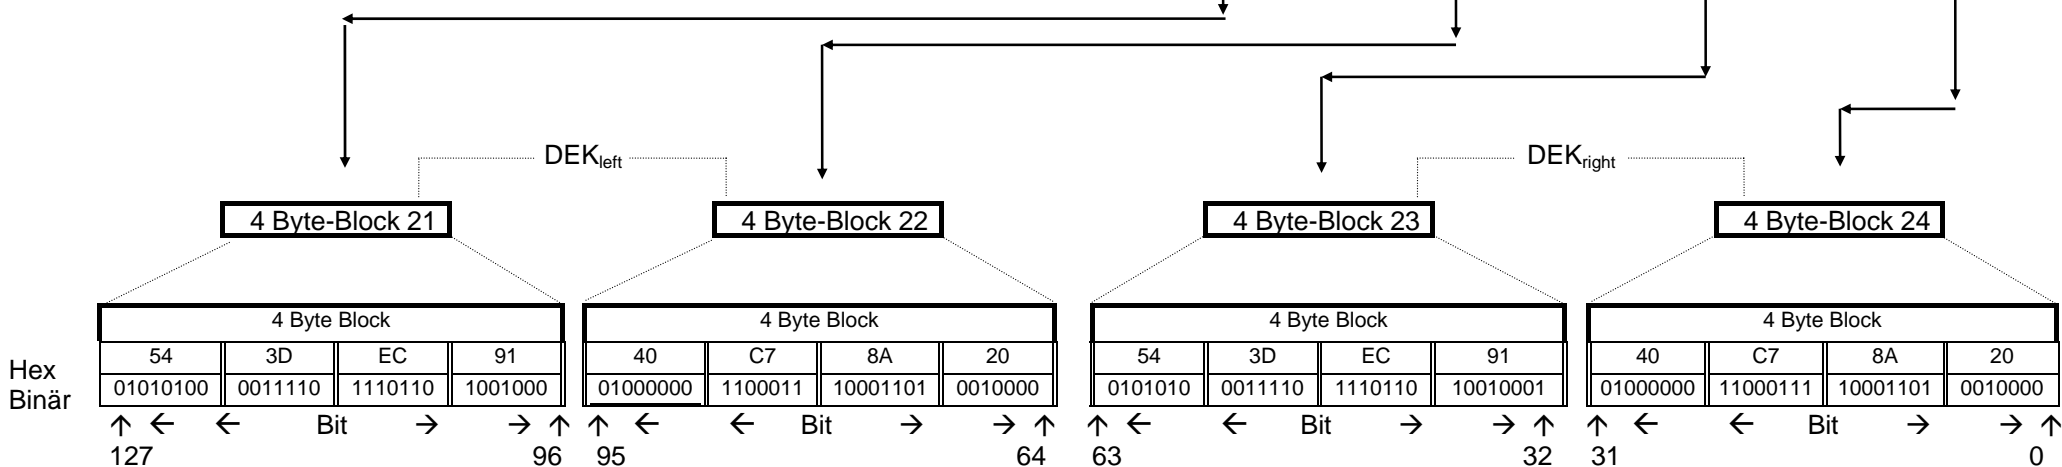 DEKleft DEKright
4 Byte-Block 21 4 Byte-Block 22 4 Byte-Block 23 4 Byte-Block 24
4 Byte Block 4 Byte Block 4 Byte Block 4 Byte Block
Hex 54 3D EC 91 40 C7 8A 20 54 3D EC 91 40 C7 8A 20
Binär 01010100 0011110 1110110 1001000 01000000 1100011 10001101 0010000 0101010 0011110 1110110 10010001 01000000 11000111 10001101 0010000
↑ ← ← Bit → → ↑ ↑ ← ← Bit → → ↑ ↑ ← ← Bit → → ↑ ↑ ← ← Bit → → ↑
127 96 95 64 63 32 31 0